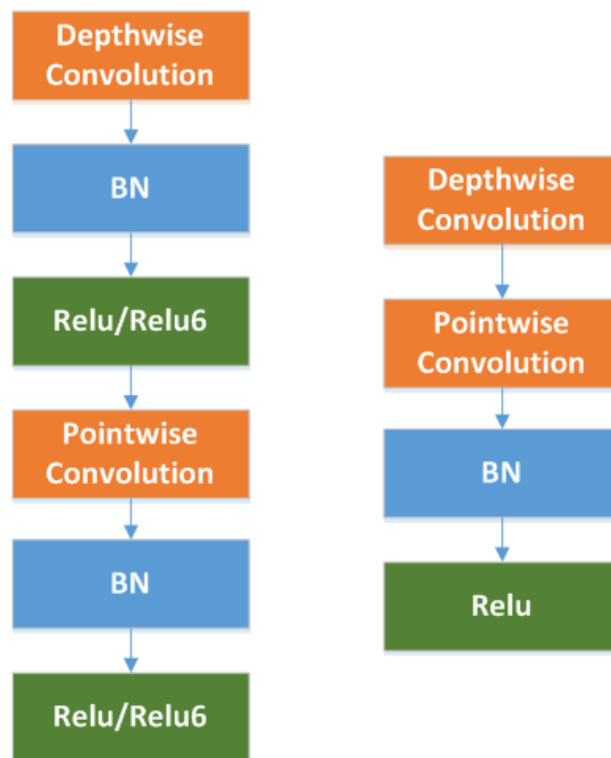 Depthwise
Convolution
BN
Relu/Relu6
Pointwise
Convolution
BN
Relu/Relu6
Depthwise
Convolution
Pointwise
Convolution
BN
Relu